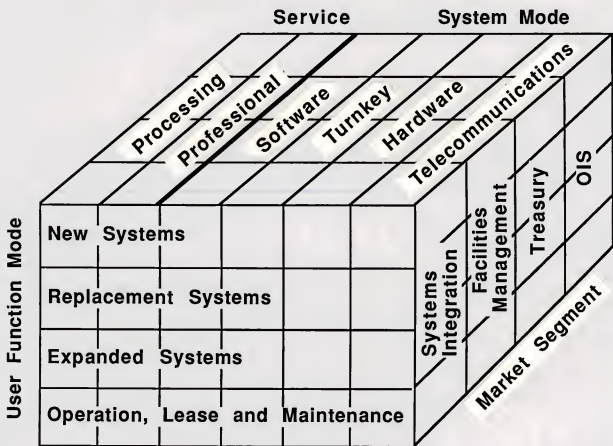 Service System Mode
Processing
Professional
Software
Turnkey
Hardware
Telecommunications
User Function Mode
New Systems
Replacement Systems
Expanded Systems
Operation, Lease and Maintenance
Systems
Integration
Facilities
Management
Treasury
OIS
Market Segment